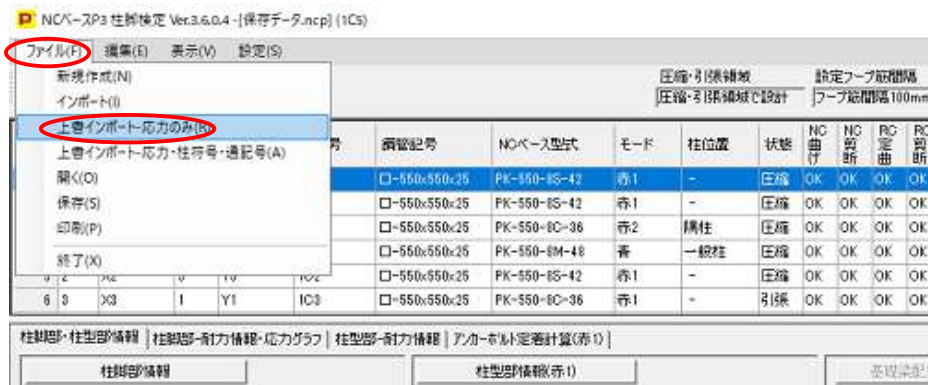 NCベースP3 柱脚検定 Ver.3.6.0.4 -[保存データ.ncp] (1C5)
ファイル(F) 編集(E) 表示(V) 設定(S)
新規作成(N)
インポート(I)
上書インポート-応力のみ(R)
上書インポート-応力・柱符号・通記号(A)
開く(O)
保存(S)
印刷(P)
終了(X)
圧縮・引張領域 設定フープ筋間隔
圧縮・引張領域で設計 フープ筋間隔100mm
号 鋼管記号 NCベース型式 モード 柱位置 状態 NC曲げ NC剪断 RC定曲 RC剪断
ロ-550x550x25 PK-550-8S-42 赤1 - 圧縮 OK OK OK OK
ロ-550x550x25 PK-550-8S-42 赤1 - 圧縮 OK OK OK OK
ロ-550x550x25 PK-550-8C-36 赤2 隅柱 圧縮 OK OK OK OK
ロ-550x550x25 PK-550-8M-48 青 一般柱 圧縮 OK OK OK OK
ロ-550x550x25 PK-550-8S-42 赤1 - 圧縮 OK OK OK OK
6 3 X3 1 Y1 1C3 ロ-550x550x25 PK-550-8C-36 赤1 - 引張 OK OK OK OK
柱脚部・柱型部情報 柱脚部-耐力情報・応力グラフ 柱型部-耐力情報 アンカーボルト定着計算(赤1)
柱脚部情報 柱型部情報(赤1) 基礎梁配